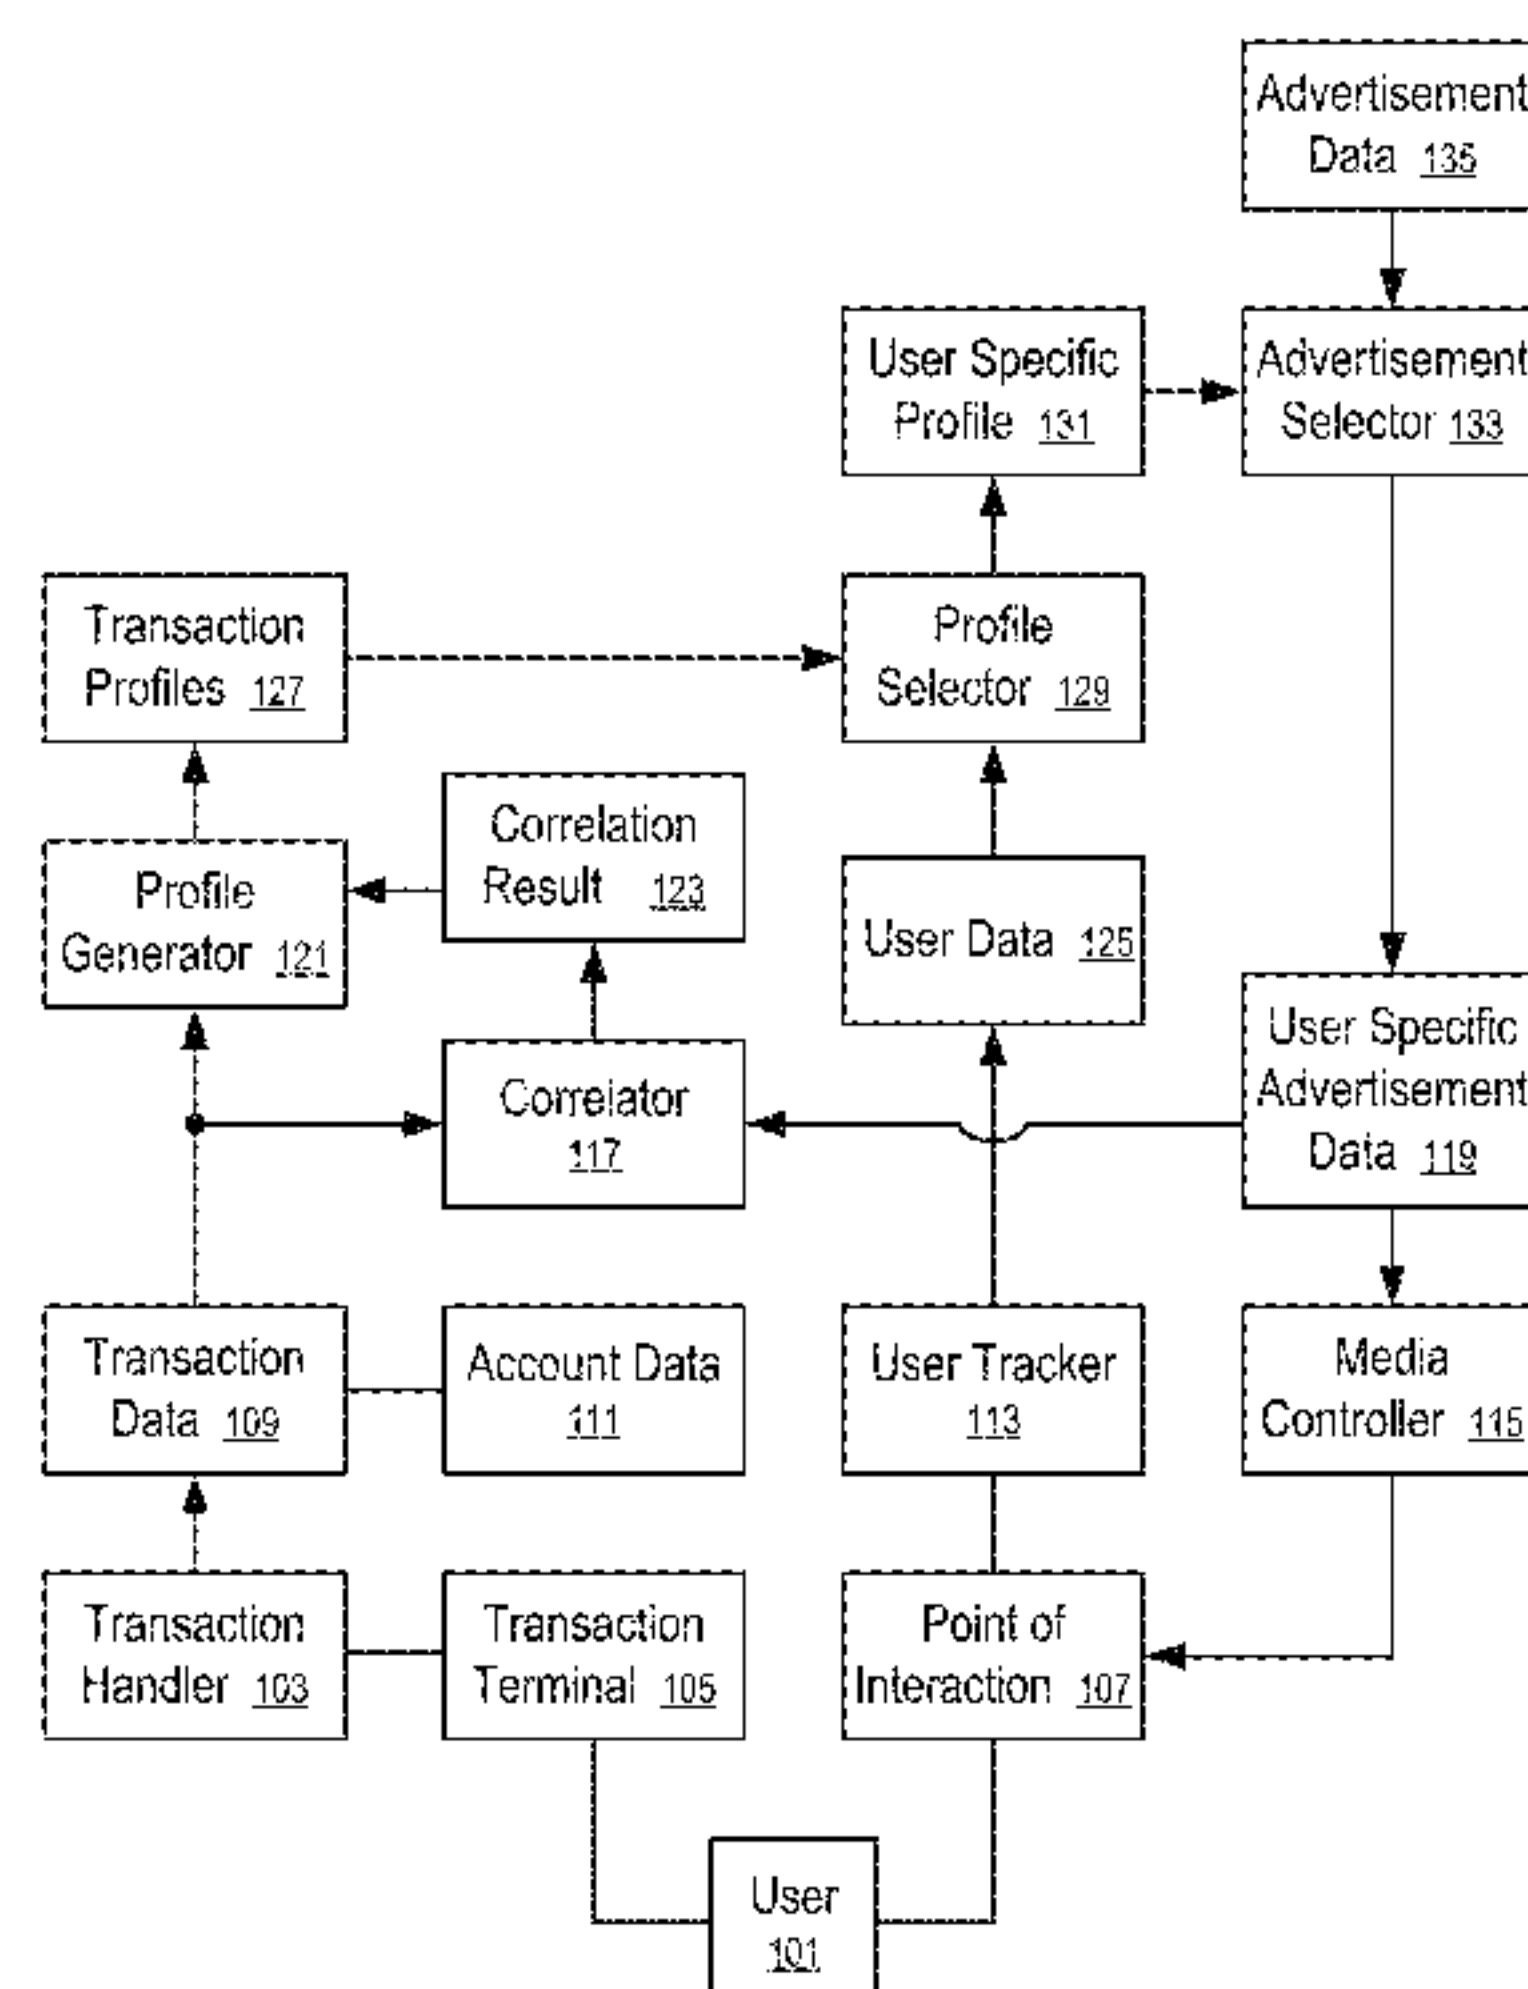 Advertisement
Data 135
User Specific
Profile 131
Advertisement
Selector 133
Transaction
Profiles 127
Profile
Selector 129
Correlation
Result 123
Profile
Generator 121
User Data 125
User Specific
Advertisement
Data 119
Correlator
117
Transaction
Data 109
Account Data
111
User Tracker
113
Media
Controller 115
Transaction
Handler 103
Transaction
Terminal 105
Point of
Interaction 107
User
101